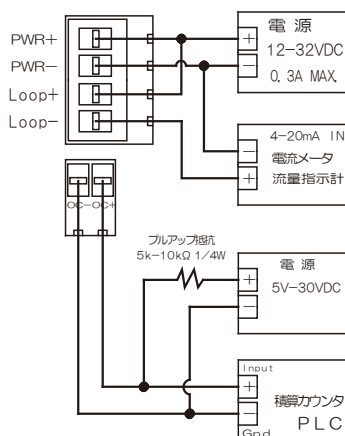 PWR+
PWR-
Loop+
Loop-
電 源
+
12-32VDC
-
0.3A MAX.
4-20mA IN
-
電流メータ
+
流量指示計
OC-OC+
プルアップ抵抗
5k-10kΩ 1/4W
電 源
+
5V-30VDC
-
Input
+
積算カウンタ
-
PLC
Gnd